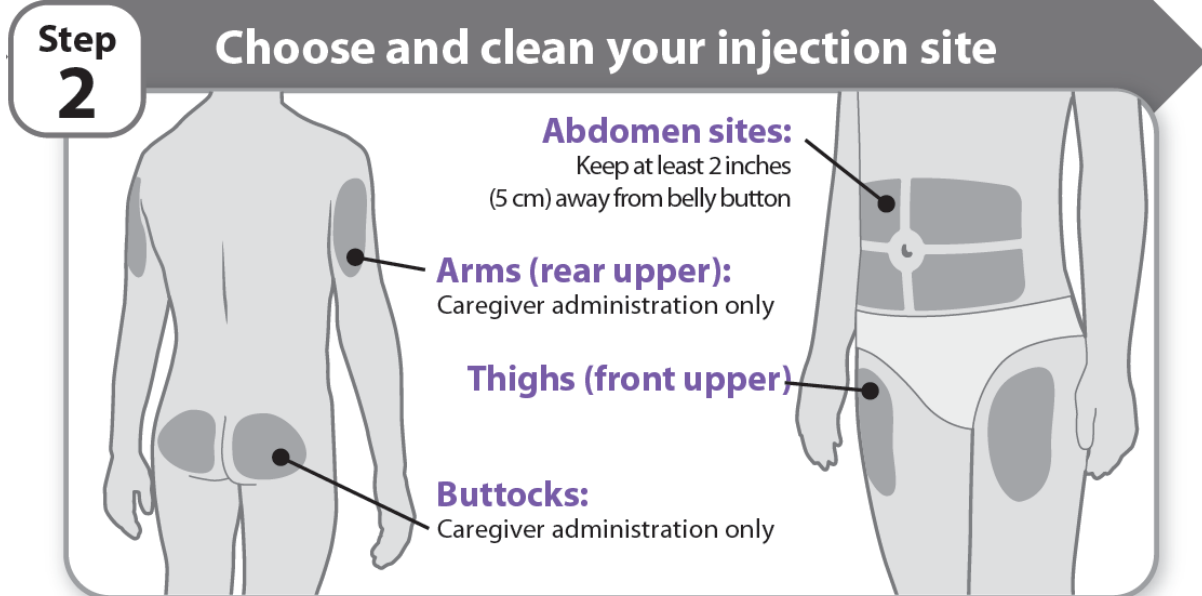 Step
2
Choose and clean your injection site
Abdomen sites:
Keep at least 2 inches
(5 cm) away from belly button
Arms (rear upper):
Caregiver administration only
Thighs (front upper)
Buttocks:
Caregiver administration only